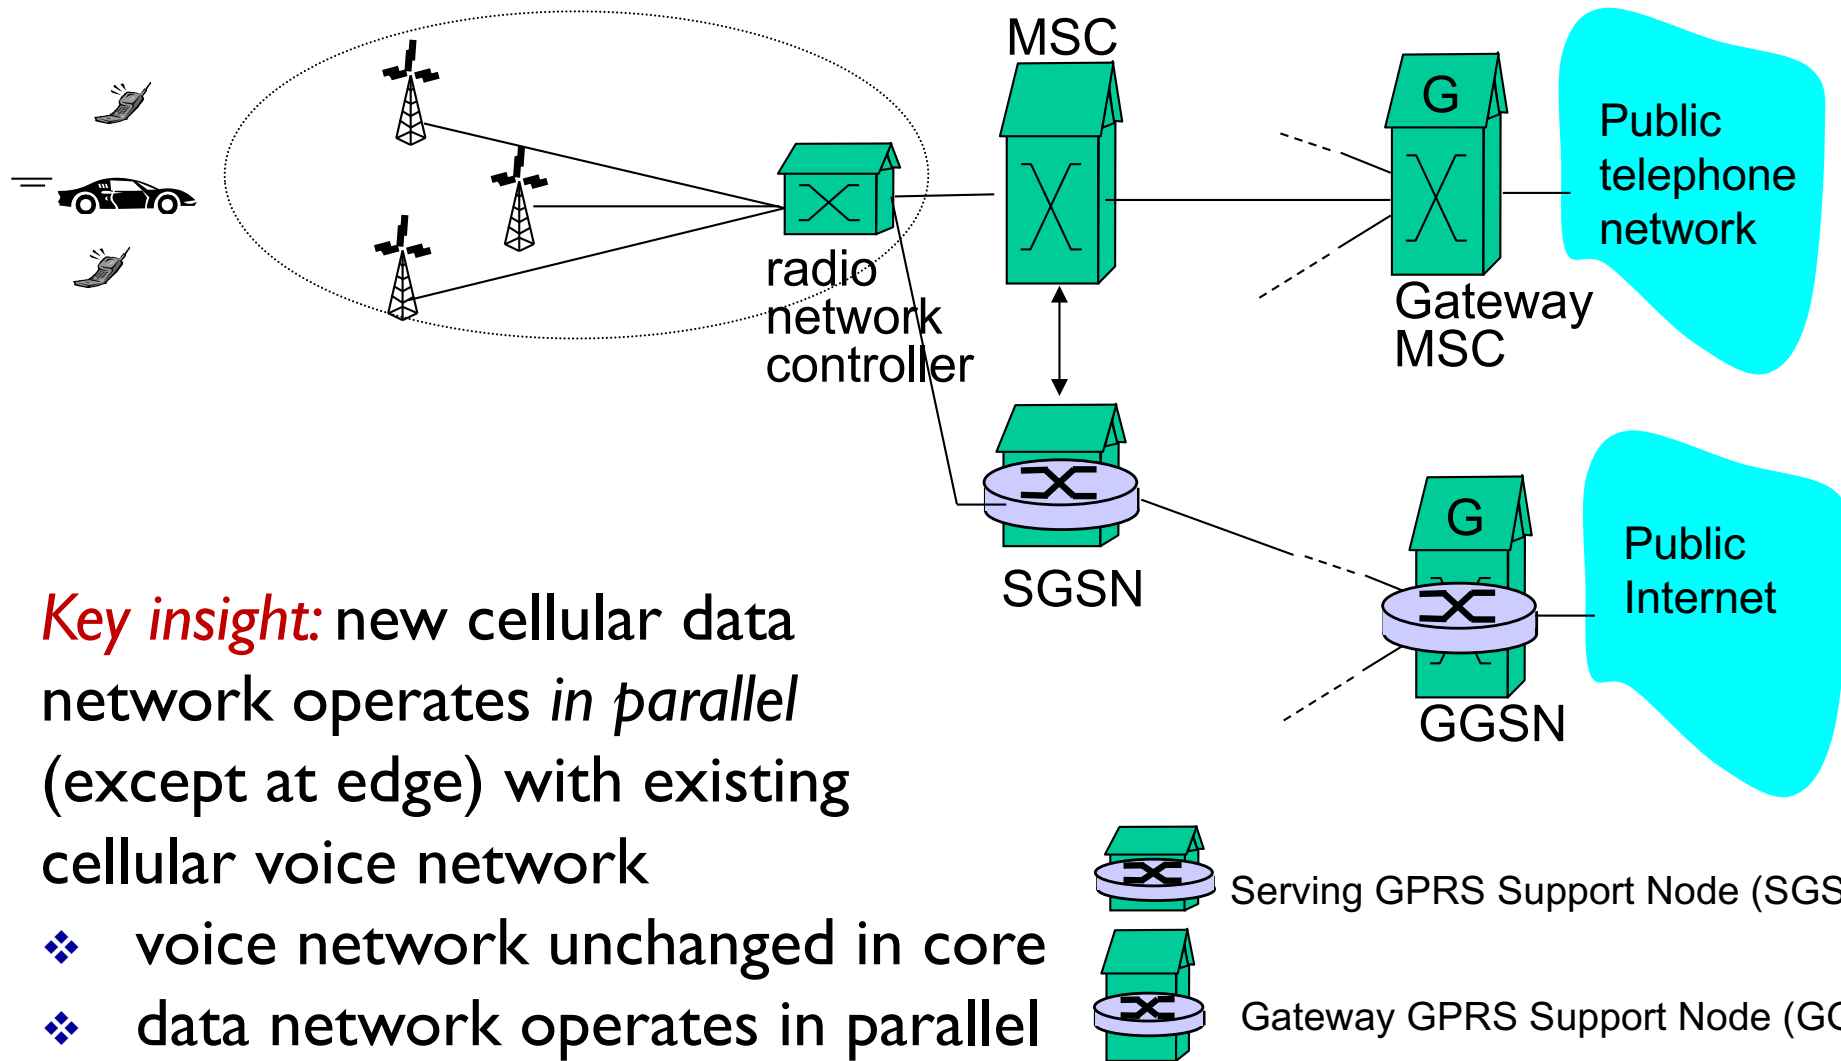 MSC
G
Public
telephone
network
radio
network
controller
Gateway
MSC
G
Public
Internet
SGSN
GGSN
Key insight: new cellular data
network operates in parallel
(except at edge) with existing
cellular voice network
❖ voice network unchanged in core
❖ data network operates in parallel
Serving GPRS Support Node (SGS
Gateway GPRS Support Node (GG